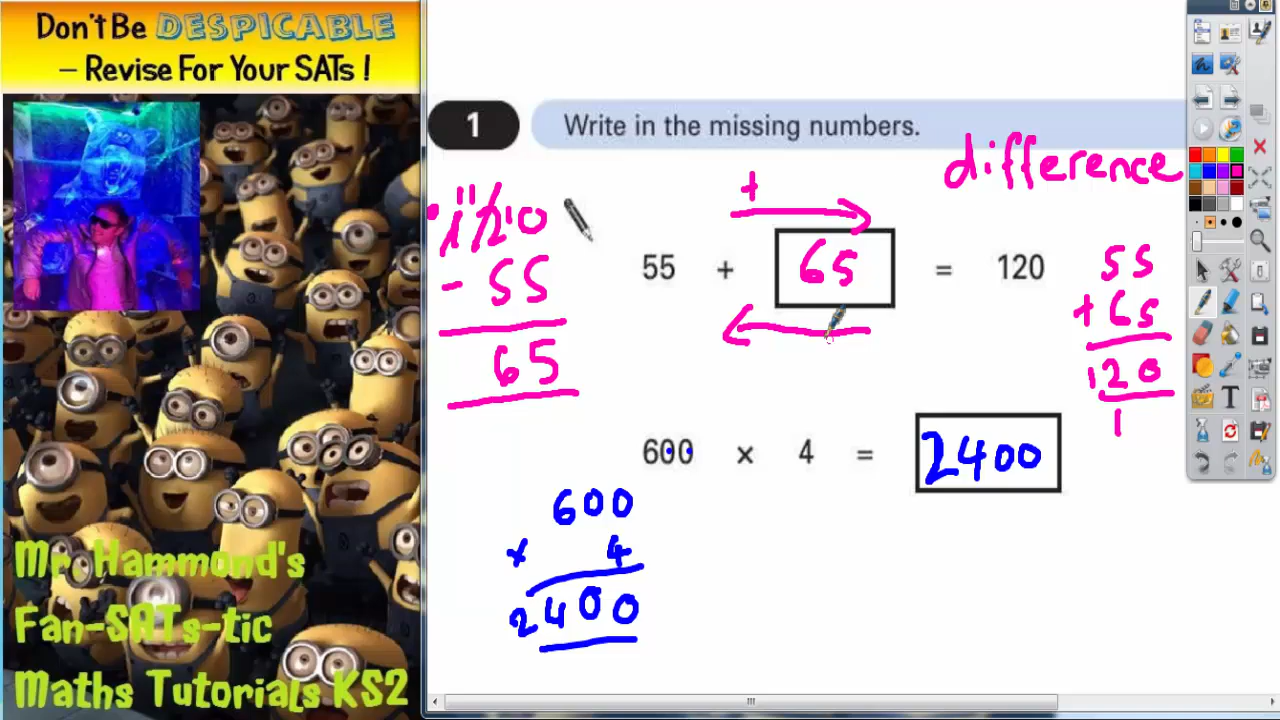 Don't Be DESPICABLE
– Revise For Your SATs !
Mr. Hammond's
Fan-SATs-tic
Maths Tutorials KS2
1 Write in the missing numbers.
difference
+
11
120
- 55
65
55 + 65 = 120
55
+ 65
120
1
600 × 4 = 2400
600
× 4
2400